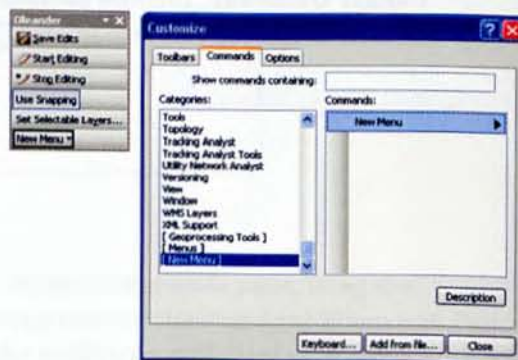 Oleander
Save Edits
Start Editing
Stop Editing
Use Snapping
Set Selectable Layers...
New Menu
Customize
Toolbars Commands Options
Show commands containing:
Categories:
Commands:
Tools
Topology
Tracking Analyst
Tracking Analyst Tools
Utility Network Analyst
Versioning
View
Window
WMS Layers
XML Support
[ Geoprocessing Tools ]
[ Menus ]
[ New Menu ]
New Menu
Description
Keyboard... Add from file... Close